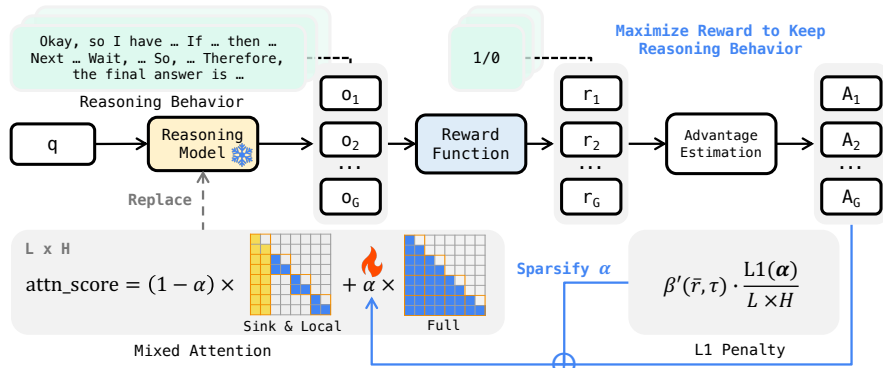 Okay, so I have … If … then …
Next … Wait, … So, … Therefore,
the final answer is …
Reasoning Behavior
1/0
Maximize Reward to Keep
Reasoning Behavior
q
Reasoning
Model
o1
o2
...
oG
Reward
Function
r1
r2
...
rG
Advantage
Estimation
A1
A2
...
AG
Replace
L x H
attn_score = (1 − α) ×
+ α ×
Sink & Local
Full
Mixed Attention
Sparsify α
β′(r̄, τ) · L1(α) / L ×H
L1 Penalty